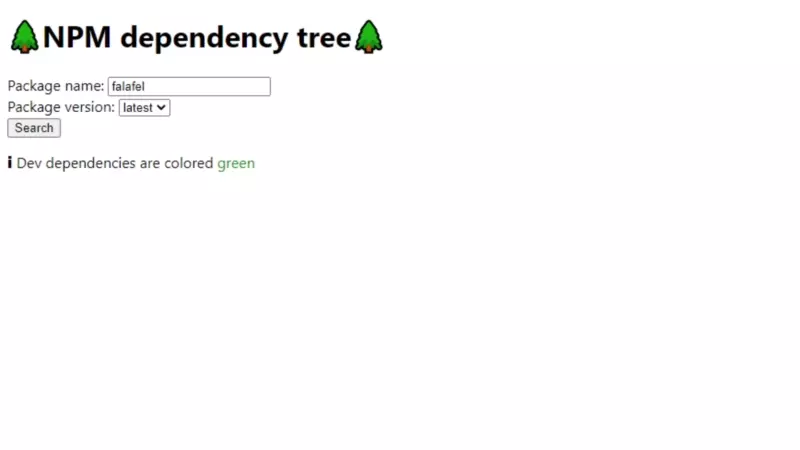 🌲NPM dependency tree🌲
Package name: falafel
Package version: latest
Search
ℹ Dev dependencies are colored green